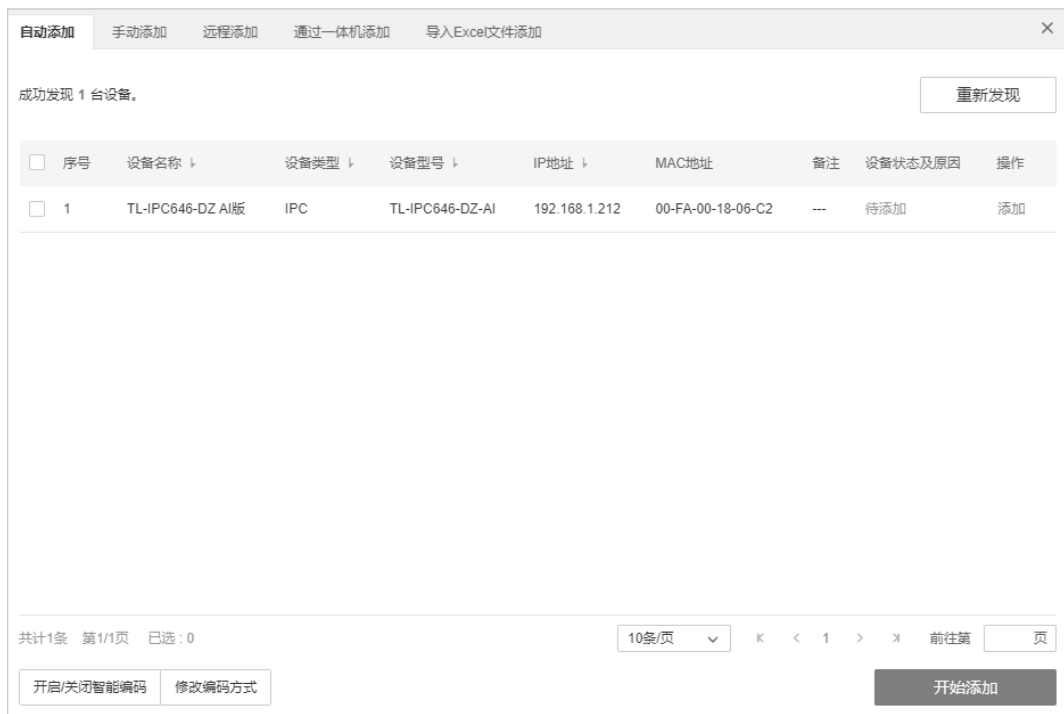 自动添加 手动添加 远程添加 通过一体机添加 导入Excel文件添加
成功发现 1 台设备。 重新发现
序号 设备名称 设备类型 设备型号 IP地址 MAC地址 备注 设备状态及原因 操作
1 TL-IPC646-DZ AI版 IPC TL-IPC646-DZ-AI 192.168.1.212 00-FA-00-18-06-C2 --- 待添加 添加
共计1条 第1/1页 已选 : 0 10条/页 1 前往第 页
开启/关闭智能编码 修改编码方式 开始添加